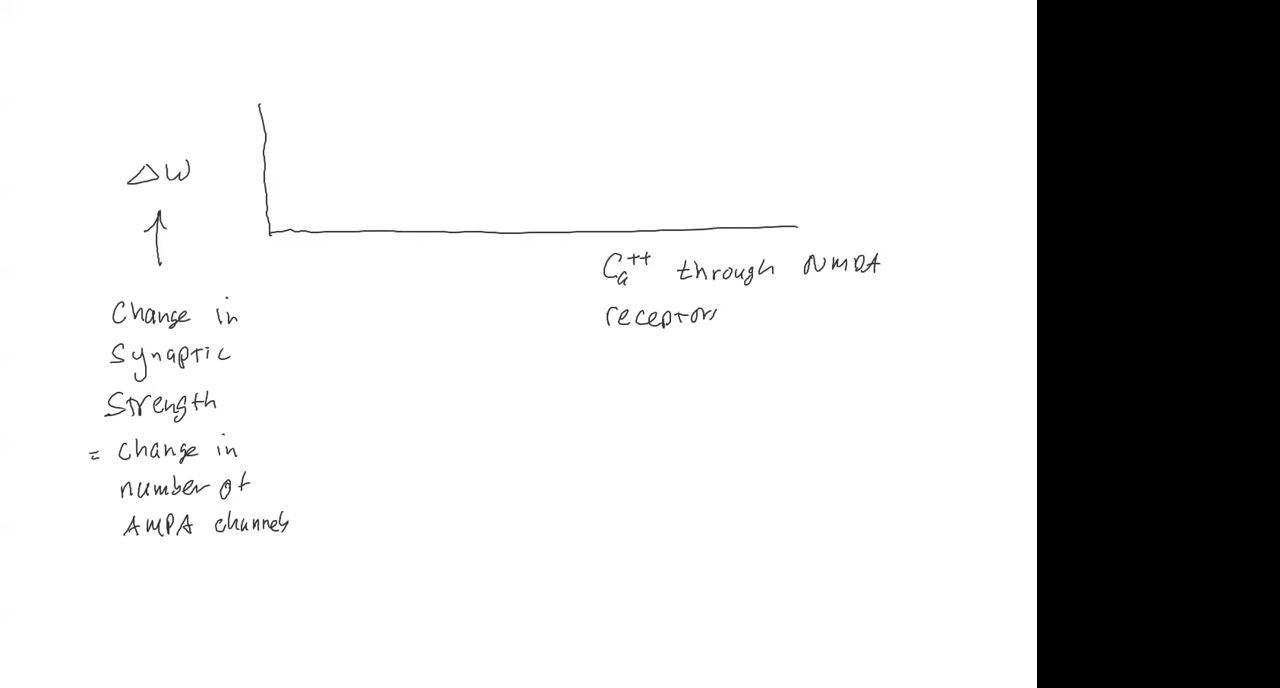 ΔW
Ca++ through NMDA
receptors
Change in
Synaptic
Strength
= change in
number of
AMPA channels